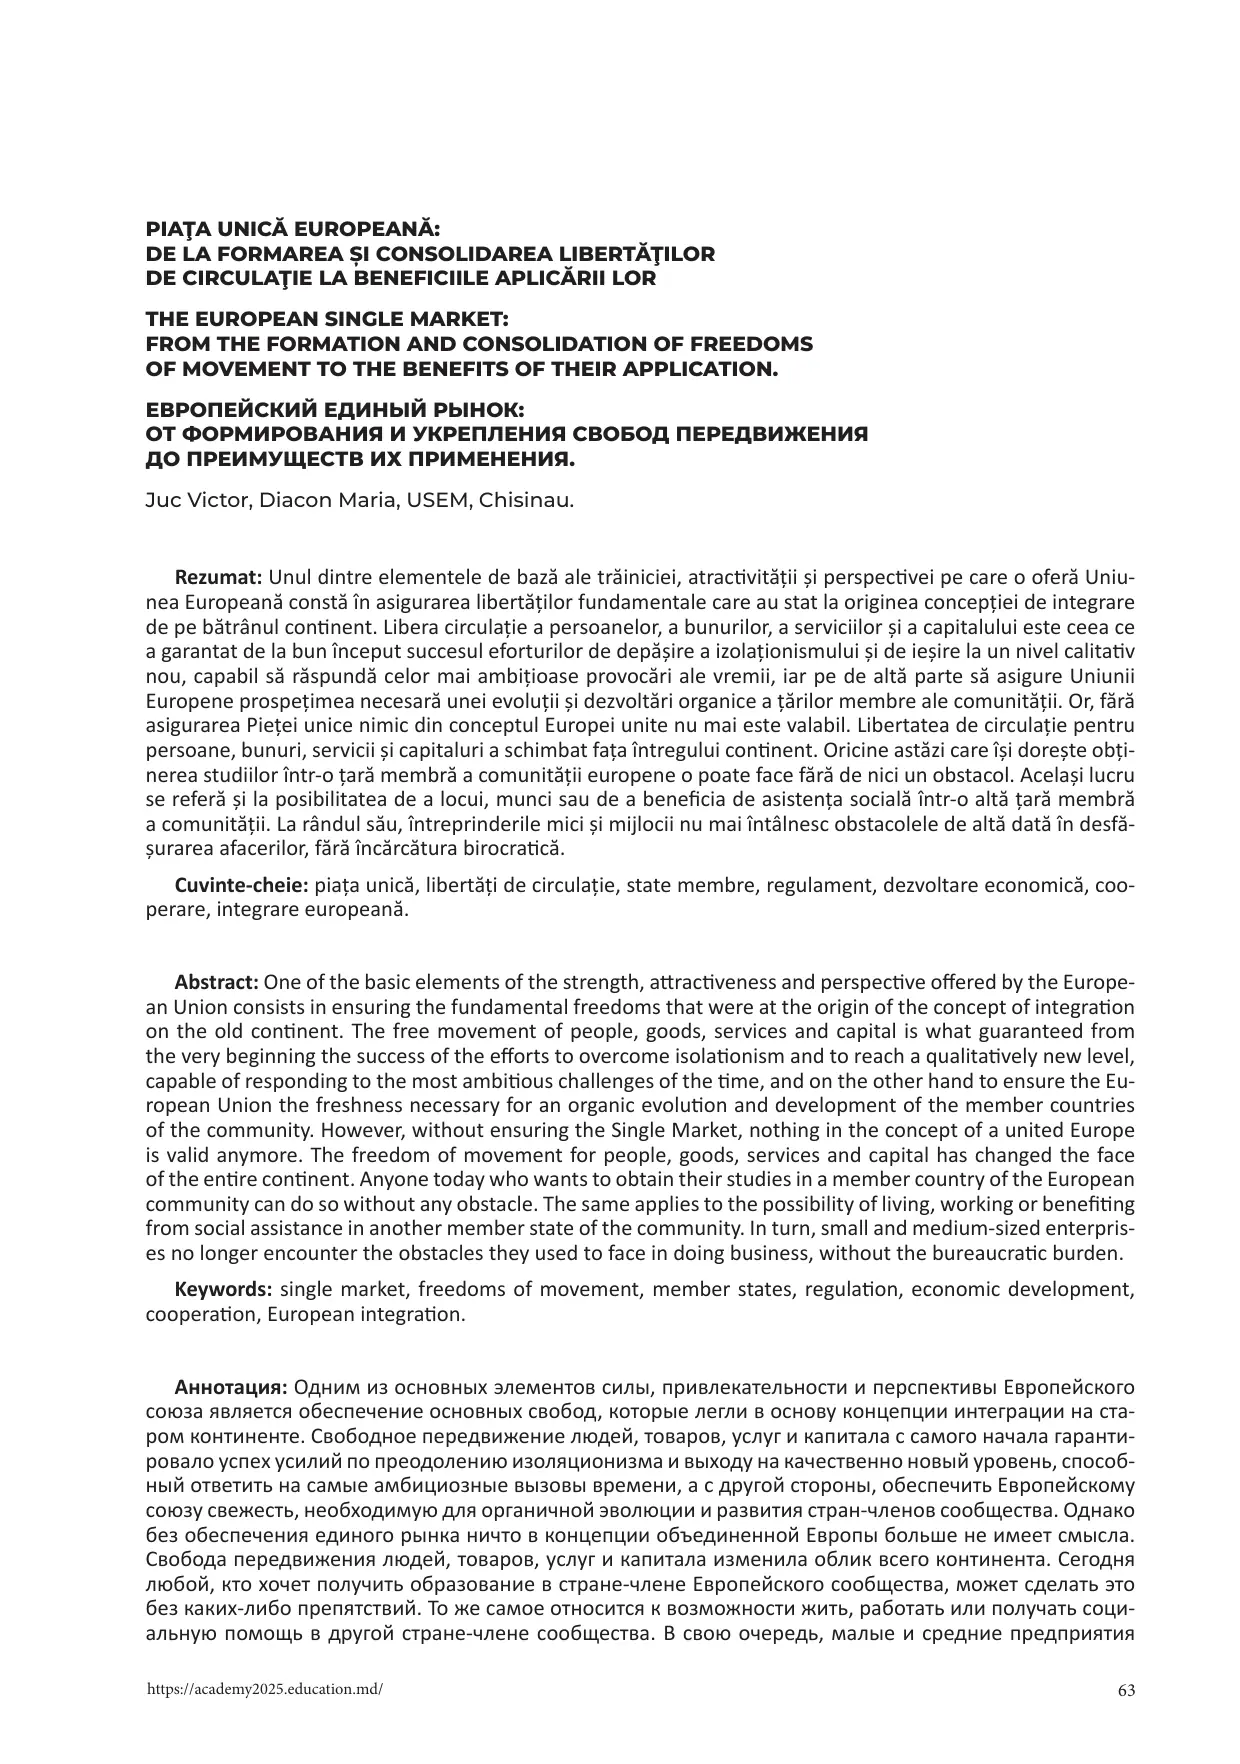 PIAŢA UNICĂ EUROPEANĂ:
DE LA FORMAREA ȘI CONSOLIDAREA LIBERTĂŢILOR
DE CIRCULAŢIE LA BENEFICIILE APLICĂRII LOR
THE EUROPEAN SINGLE MARKET:
FROM THE FORMATION AND CONSOLIDATION OF FREEDOMS
OF MOVEMENT TO THE BENEFITS OF THEIR APPLICATION.
ЕВРОПЕЙСКИЙ ЕДИНЫЙ РЫНОК:
ОТ ФОРМИРОВАНИЯ И УКРЕПЛЕНИЯ СВОБОД ПЕРЕДВИЖЕНИЯ
ДО ПРЕИМУЩЕСТВ ИХ ПРИМЕНЕНИЯ.
Juc Victor, Diacon Maria, USEM, Chisinau.
Rezumat: Unul dintre elementele de bază ale trăiniciei, atractivității și perspectivei pe care o oferă Uniu-
nea Europeană constă în asigurarea libertăților fundamentale care au stat la originea concepției de integrare
de pe bătrânul continent. Libera circulație a persoanelor, a bunurilor, a serviciilor și a capitalului este ceea ce
a garantat de la bun început succesul eforturilor de depășire a izolaționismului și de ieșire la un nivel calitativ
nou, capabil să răspundă celor mai ambițioase provocări ale vremii, iar pe de altă parte să asigure Uniunii
Europene prospețimea necesară unei evoluții și dezvoltări organice a țărilor membre ale comunității. Or, fără
asigurarea Pieței unice nimic din conceptul Europei unite nu mai este valabil. Libertatea de circulație pentru
persoane, bunuri, servicii și capitaluri a schimbat fața întregului continent. Oricine astăzi care își dorește obți-
nerea studiilor într-o țară membră a comunității europene o poate face fără de nici un obstacol. Același lucru
se referă și la posibilitatea de a locui, munci sau de a beneficia de asistența socială într-o altă țară membră
a comunității. La rândul său, întreprinderile mici și mijlocii nu mai întâlnesc obstacolele de altă dată în desfă-
șurarea afacerilor, fără încărcătura birocratică.
Cuvinte-cheie: piața unică, libertăți de circulație, state membre, regulament, dezvoltare economică, coo-
perare, integrare europeană.
Abstract: One of the basic elements of the strength, attractiveness and perspective offered by the Europe-
an Union consists in ensuring the fundamental freedoms that were at the origin of the concept of integration
on the old continent. The free movement of people, goods, services and capital is what guaranteed from
the very beginning the success of the efforts to overcome isolationism and to reach a qualitatively new level,
capable of responding to the most ambitious challenges of the time, and on the other hand to ensure the Eu-
ropean Union the freshness necessary for an organic evolution and development of the member countries
of the community. However, without ensuring the Single Market, nothing in the concept of a united Europe
is valid anymore. The freedom of movement for people, goods, services and capital has changed the face
of the entire continent. Anyone today who wants to obtain their studies in a member country of the European
community can do so without any obstacle. The same applies to the possibility of living, working or benefiting
from social assistance in another member state of the community. In turn, small and medium-sized enterpris-
es no longer encounter the obstacles they used to face in doing business, without the bureaucratic burden.
Keywords: single market, freedoms of movement, member states, regulation, economic development,
cooperation, European integration.
Аннотация: Одним из основных элементов силы, привлекательности и перспективы Европейского
союза является обеспечение основных свобод, которые легли в основу концепции интеграции на ста-
ром континенте. Свободное передвижение людей, товаров, услуг и капитала с самого начала гаранти-
ровало успех усилий по преодолению изоляционизма и выходу на качественно новый уровень, способ-
ный ответить на самые амбициозные вызовы времени, а с другой стороны, обеспечить Европейскому
союзу свежесть, необходимую для органичной эволюции и развития стран-членов сообщества. Однако
без обеспечения единого рынка ничто в концепции объединенной Европы больше не имеет смысла.
Свобода передвижения людей, товаров, услуг и капитала изменила облик всего континента. Сегодня
любой, кто хочет получить образование в стране-члене Европейского сообщества, может сделать это
без каких-либо препятствий. То же самое относится к возможности жить, работать или получать соци-
альную помощь в другой стране-члене сообщества. В свою очередь, малые и средние предприятия
https://academy2025.education.md/
63